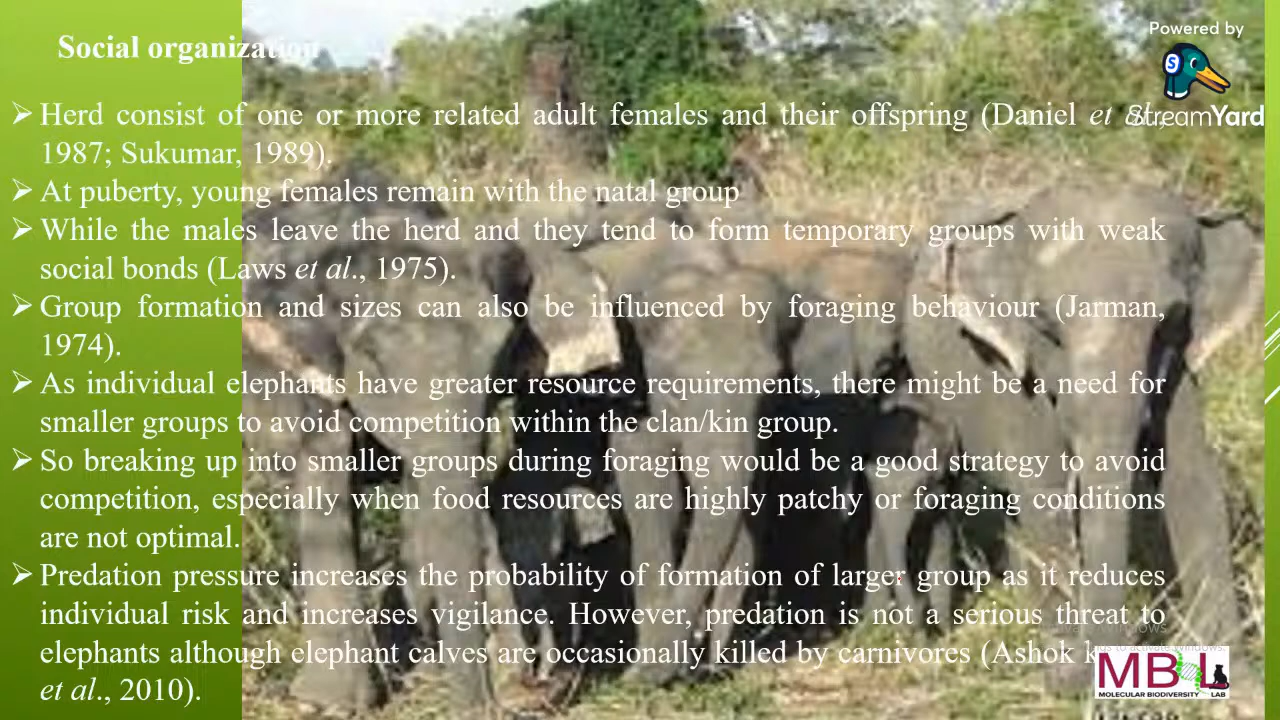 Social organization
Powered by
StreamYard
➢ Herd consist of one or more related adult females and their offspring (Daniel et al.,
1987; Sukumar, 1989).
➢ At puberty, young females remain with the natal group
➢ While the males leave the herd and they tend to form temporary groups with weak
social bonds (Laws et al., 1975).
➢ Group formation and sizes can also be influenced by foraging behaviour (Jarman,
1974).
➢ As individual elephants have greater resource requirements, there might be a need for
smaller groups to avoid competition within the clan/kin group.
➢ So breaking up into smaller groups during foraging would be a good strategy to avoid
competition, especially when food resources are highly patchy or foraging conditions
are not optimal.
➢ Predation pressure increases the probability of formation of larger group as it reduces
individual risk and increases vigilance. However, predation is not a serious threat to
elephants although elephant calves are occasionally killed by carnivores (Ashok
et al., 2010).
Windows
to activate Windows.
MB L
MOLECULAR BIODIVERSITY LAB